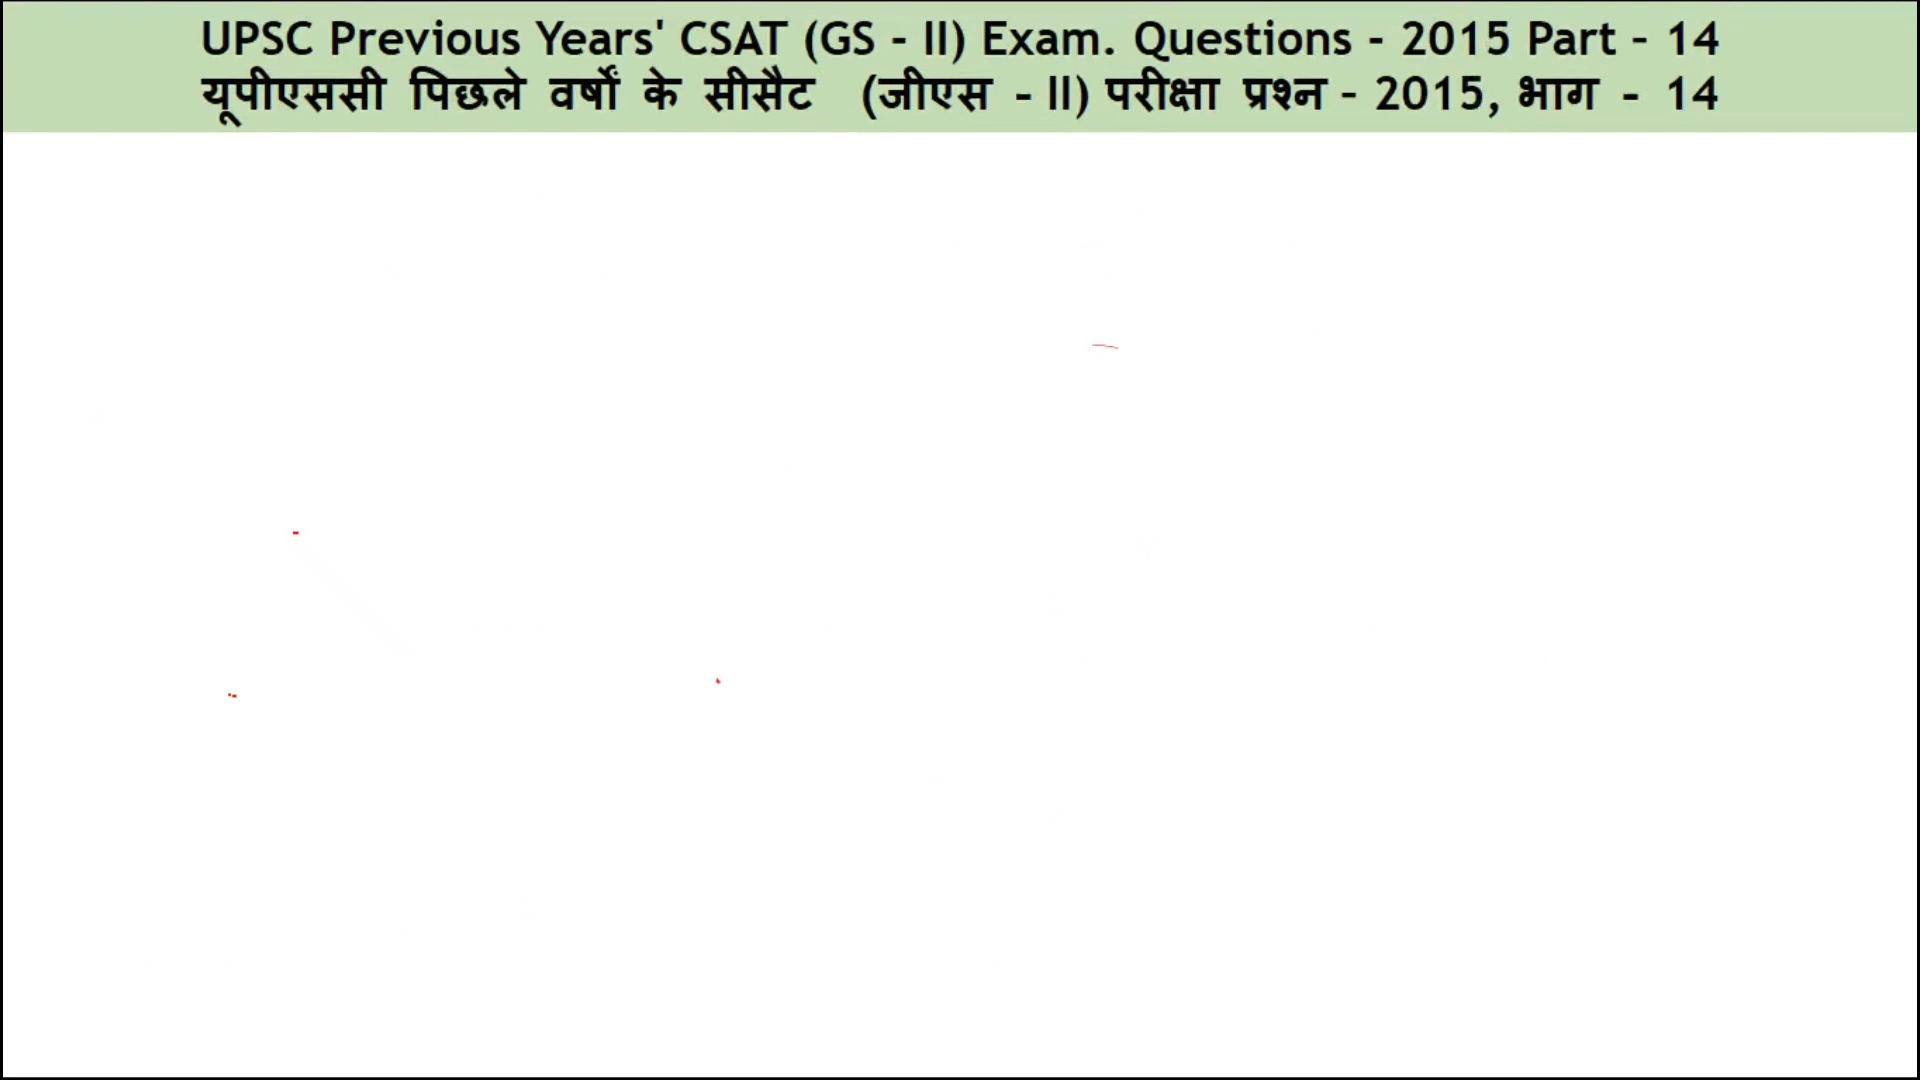 UPSC Previous Years' CSAT (GS - II) Exam. Questions - 2015 Part - 14
यूपीएससी पिछले वर्षों के सीसैट (जीएस - II) परीक्षा प्रश्न - 2015, भाग - 14